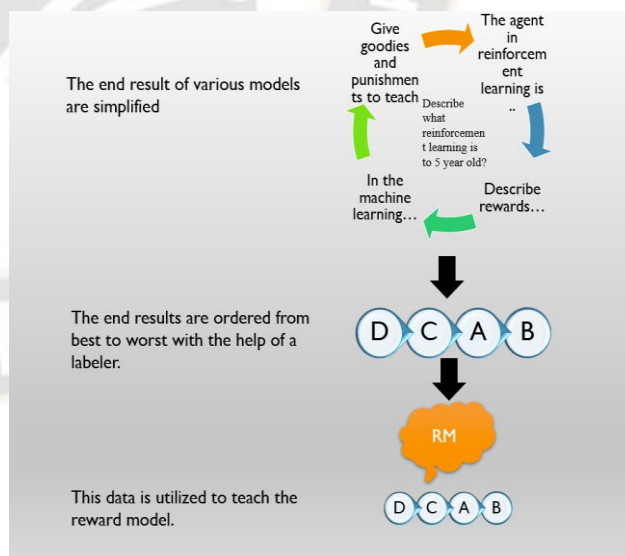 The end result of various models
are simplified
Give
goodies
and
punishmen
ts to teach
The agent
in
reinforcem
ent
learning is
..
Describe
what
reinforcemen
t learning is
to 5 year old?
In the
machine
learning…
Describe
rewards…
The end results are ordered from
best to worst with the help of a
labeler.
D C A B
RM
This data is utilized to teach the
reward model.
D C A B